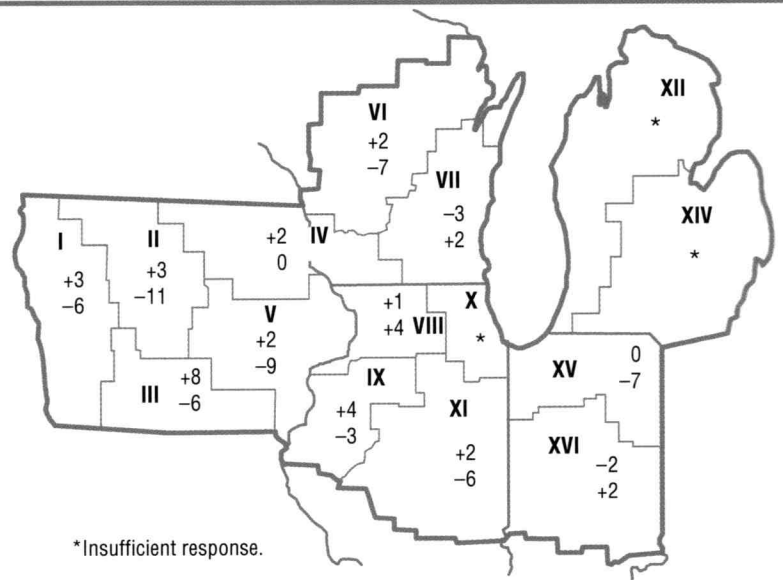 XII
*
VI
+2
−7
VII
−3
+2
XIV
*
I
+3
−6
II
+3
−11
+2 IV
0
V
+2
−9
+1
+4 VIII
X
*
III +8
−6
IX
+4
−3
XI
+2
−6
XV 0
−7
XVI
−2
+2
*Insufficient response.